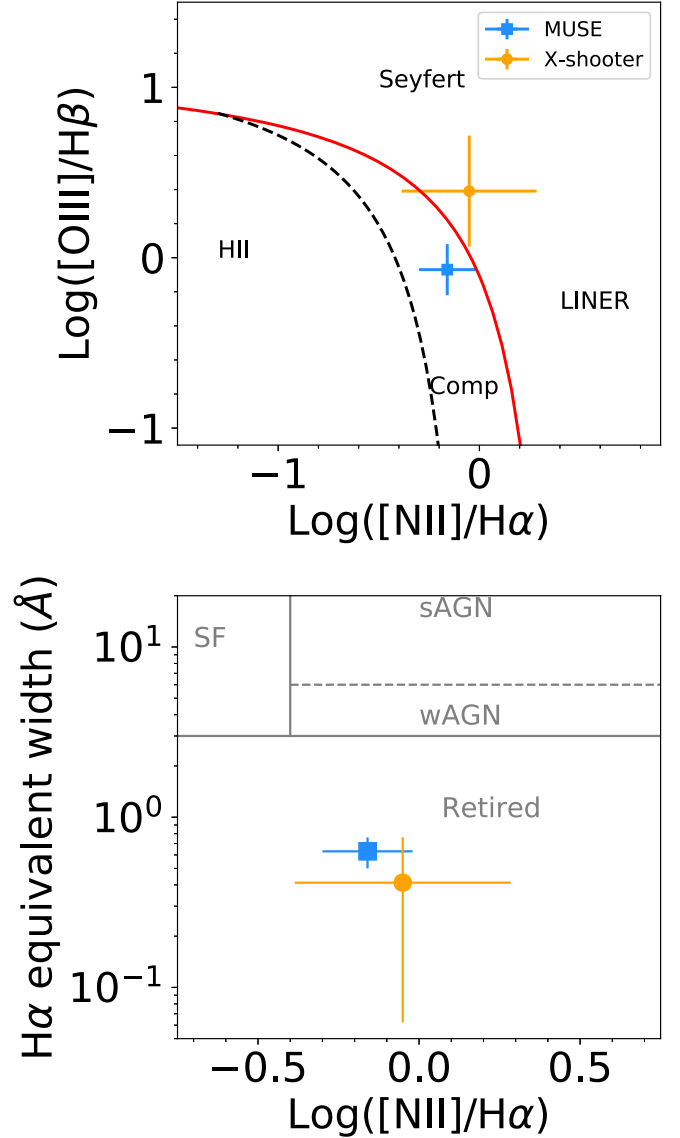 MUSE
X-shooter
Seyfert
HII
LINER
Comp
1
0
−1
−1
0
Log([OIII]/Hβ)
Log([NII]/Hα)
sAGN
SF
wAGN
Retired
10¹
10⁰
10⁻¹
−0.5
0.0
0.5
Hα equivalent width (Å)
Log([NII]/Hα)